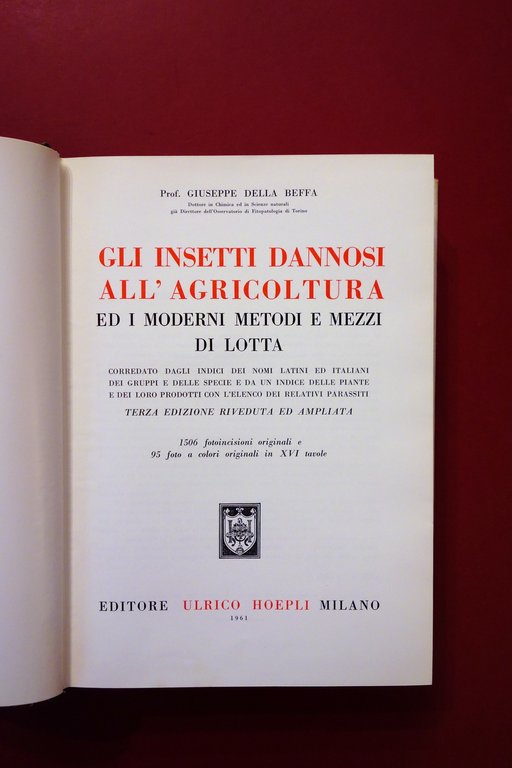 Prof. GIUSEPPE DELLA BEFFA
Dottore in Chimica ed in Scienze naturali
già Direttore dell'Osservatorio di Fitopatologia di Torino
GLI INSETTI DANNOSI
ALL'AGRICOLTURA
ED I MODERNI METODI E MEZZI
DI LOTTA
CORREDATO DAGLI INDICI DEI NOMI LATINI ED ITALIANI
DEI GRUPPI E DELLE SPECIE E DA UN INDICE DELLE PIANTE
E DEI LORO PRODOTTI CON L'ELENCO DEI RELATIVI PARASSITI
TERZA EDIZIONE RIVEDUTA ED AMPLIATA
1506 fotoincisioni originali e
95 foto a colori originali in XVI tavole
EDITORE ULRICO HOEPLI MILANO
1961